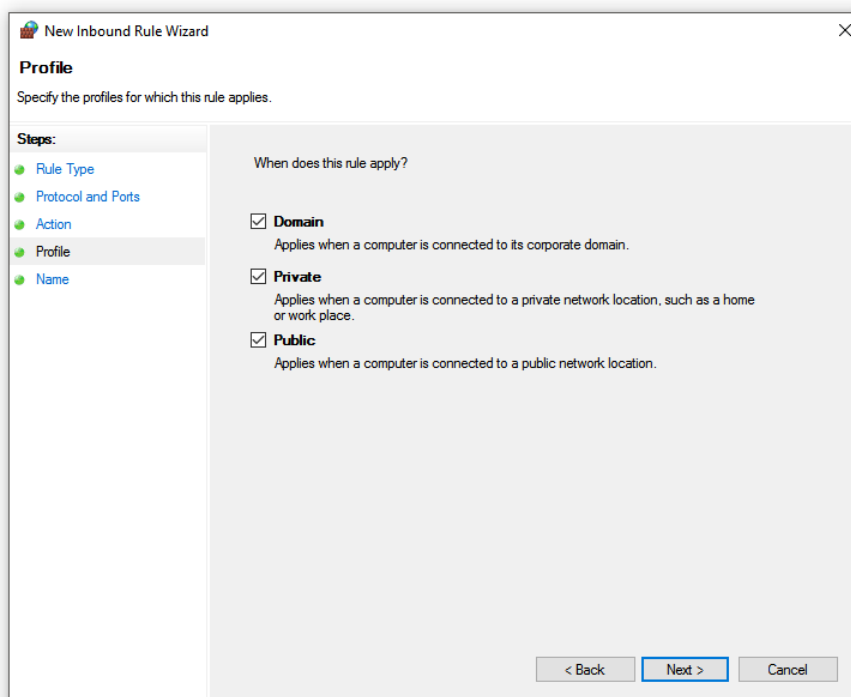 New Inbound Rule Wizard
Profile
Specify the profiles for which this rule applies.
Steps:
Rule Type
Protocol and Ports
Action
Profile
Name
When does this rule apply?
Domain
Applies when a computer is connected to its corporate domain.
Private
Applies when a computer is connected to a private network location, such as a home
or work place.
Public
Applies when a computer is connected to a public network location.
< Back
Next >
Cancel